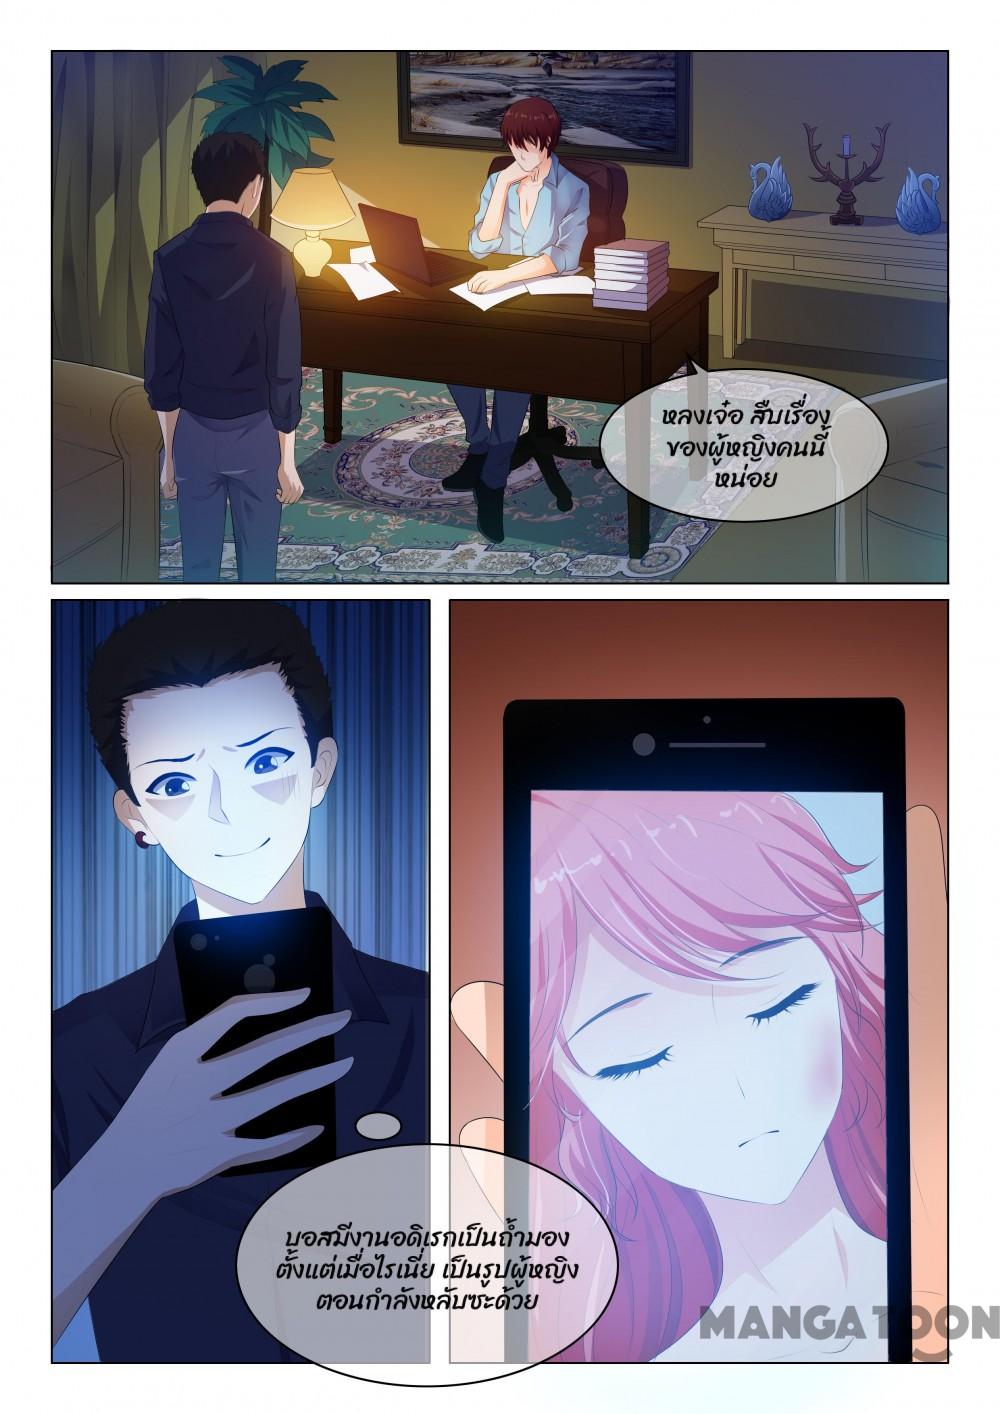 หลงเจ๋อ สืบเรื่อง
ของผู้หญิงคนนี้
หน่อย
บอสมีงานอดิเรกเป็นถ้ำมอง
ตั้งแต่เมื่อไรเนี่ย เป็นรูปผู้หญิง
ตอนกำลังหลับซะด้วย
MANGATOON